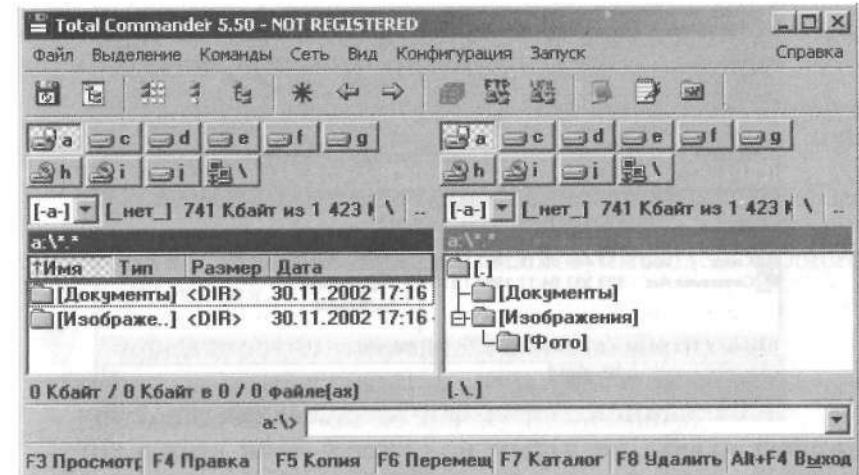 Total Commander 5.50 - NOT REGISTERED
Файл Выделение Команды Сеть Вид Конфигурация Запуск Справка
FTP URL
a c d e f g
h i j \
[-a-] [_нет_] 741 Кбайт из 1 423 К \ ..
a:\*.*
↑Имя Тип Размер Дата
[Документы] <DIR> 30.11.2002 17:16
[Изображе..] <DIR> 30.11.2002 17:16
0 Кбайт / 0 Кбайт в 0 / 0 файле(ах)
a c d e f g
h i j \
[-a-] [_нет_] 741 Кбайт из 1 423 К \ ..
a:\*.*
[.]
[Документы]
[Изображения]
[Фото]
[.\.]
a:\>
F3 Просмотр F4 Правка F5 Копия F6 Перемещ F7 Каталог F8 Удалить Alt+F4 Выход